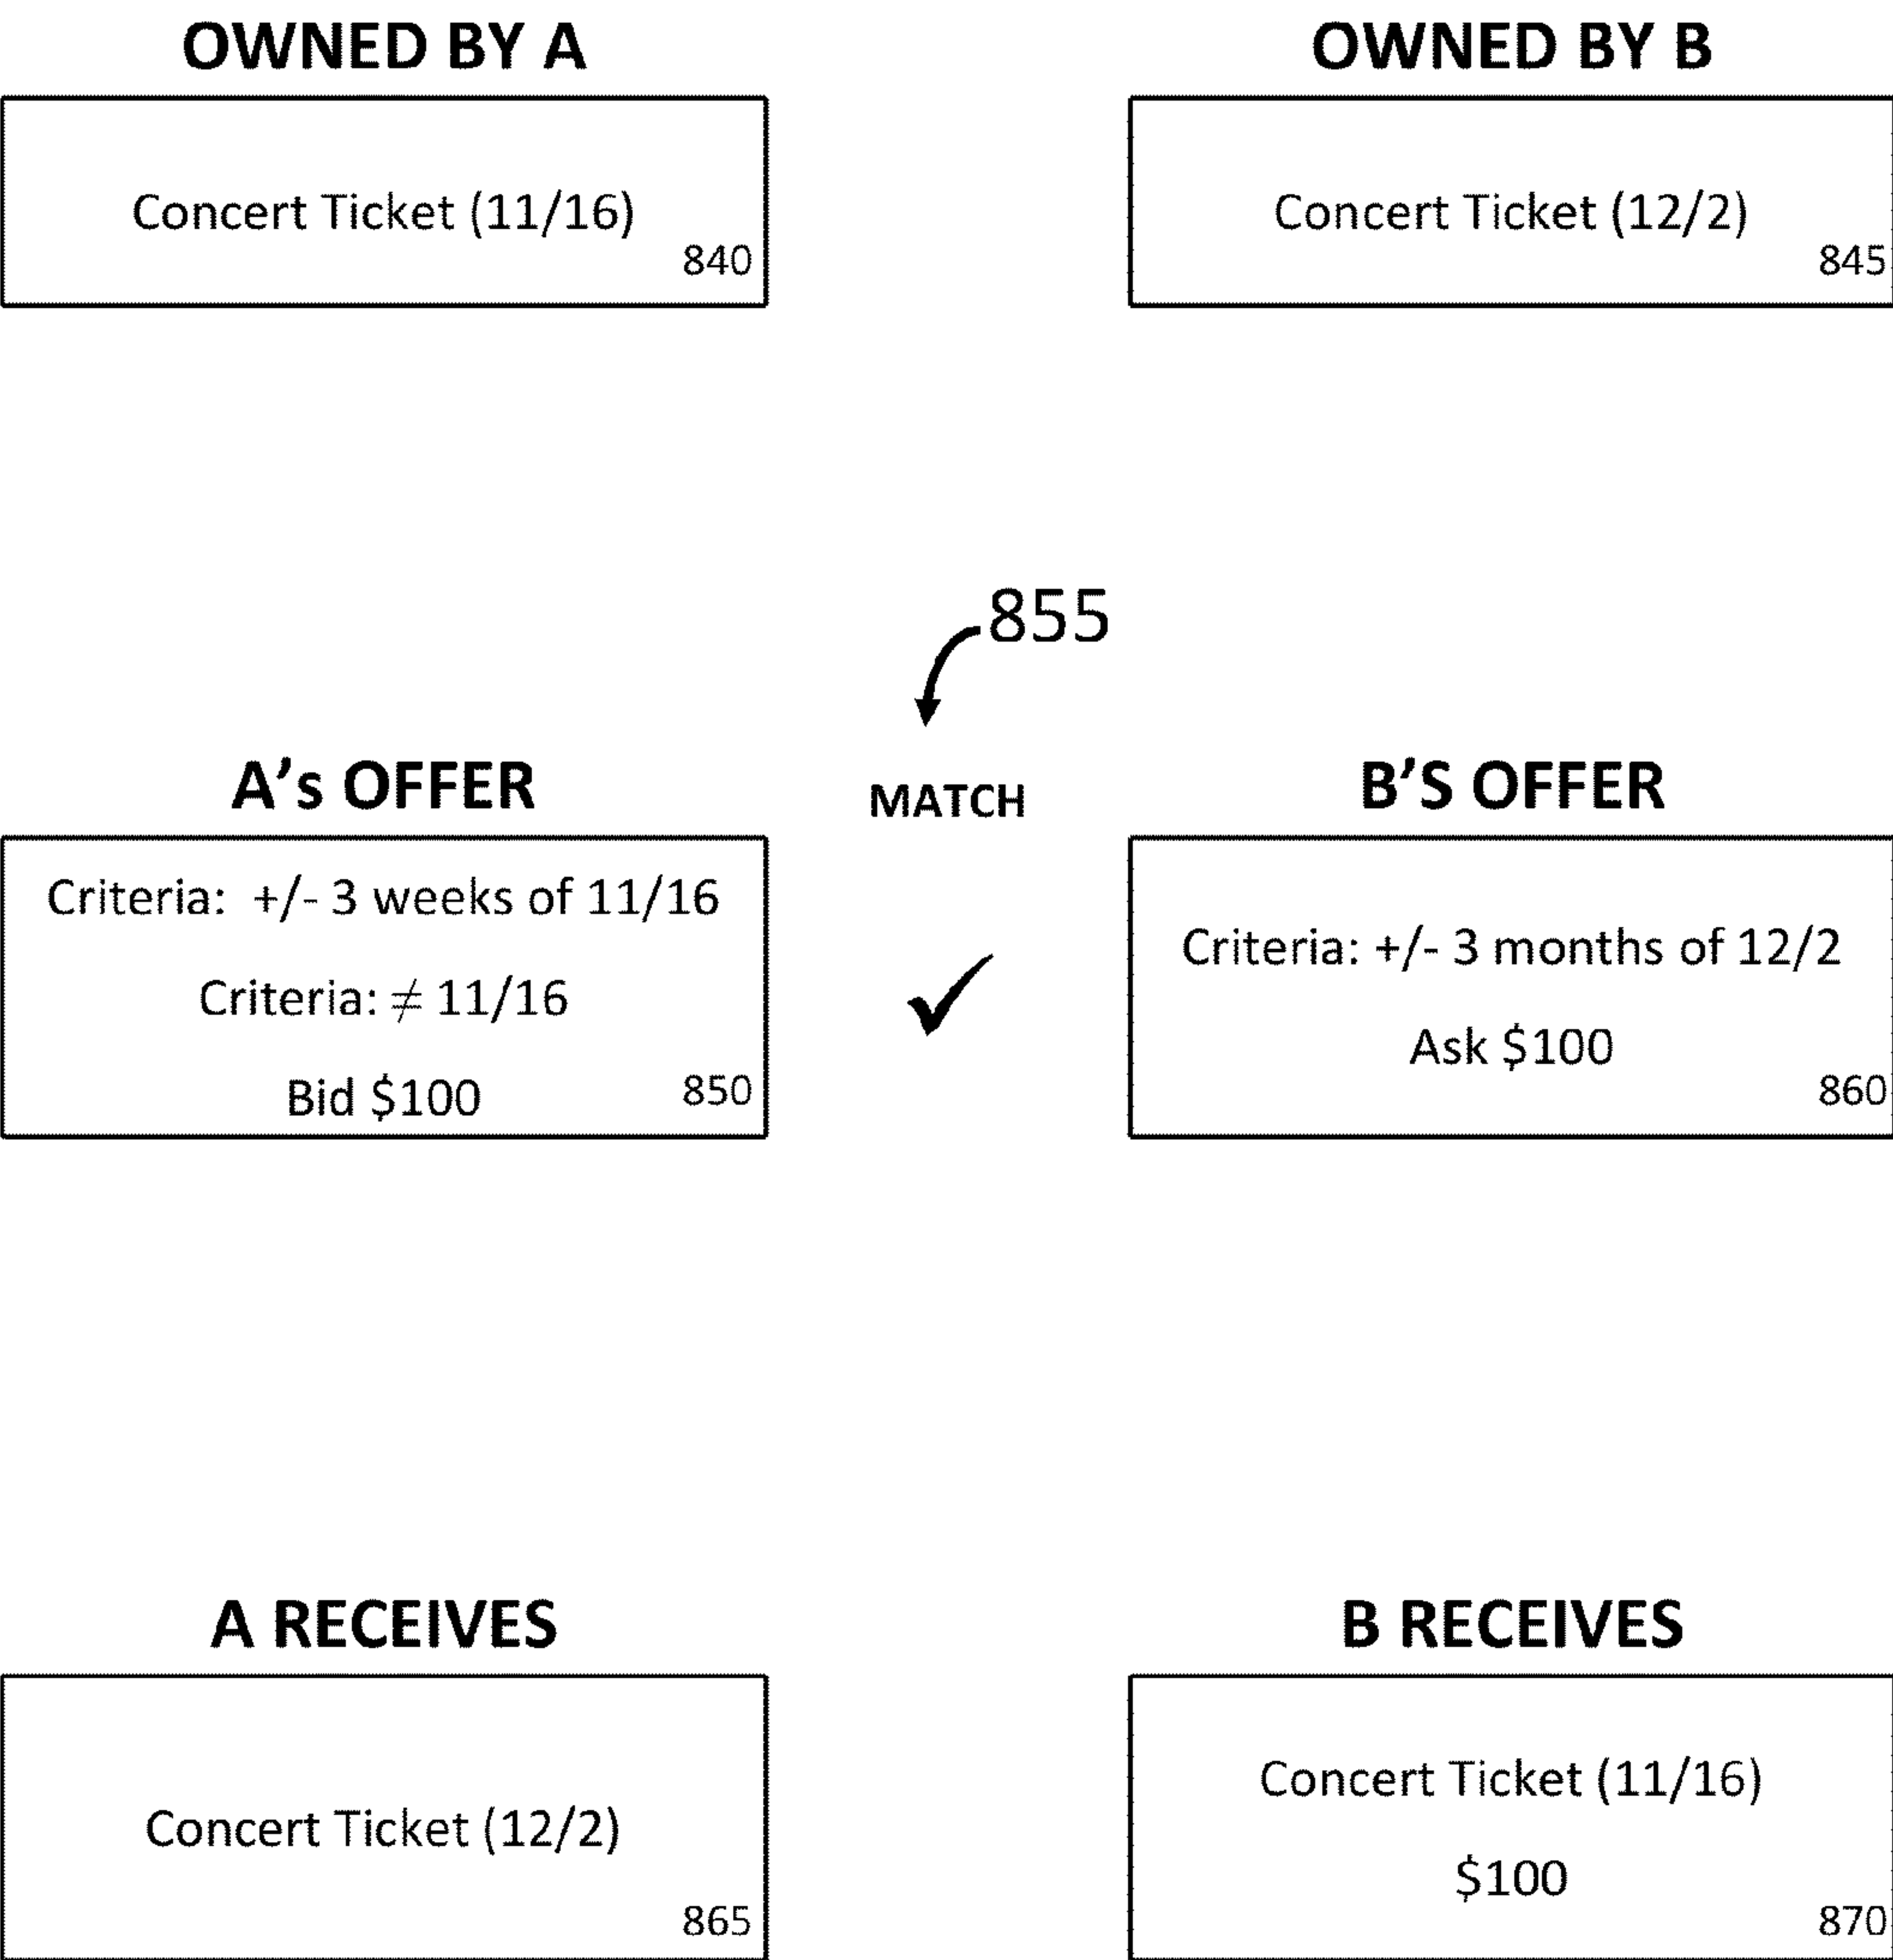 OWNED BY A
OWNED BY B
Concert Ticket (11/16)
840
Concert Ticket (12/2)
845
855
A's OFFER
MATCH
B'S OFFER
Criteria:  +/- 3 weeks of 11/16
Criteria: ≠ 11/16
Bid $100
850
Criteria: +/- 3 months of 12/2
Ask $100
860
A RECEIVES
B RECEIVES
Concert Ticket (12/2)
865
Concert Ticket (11/16)
$100
870